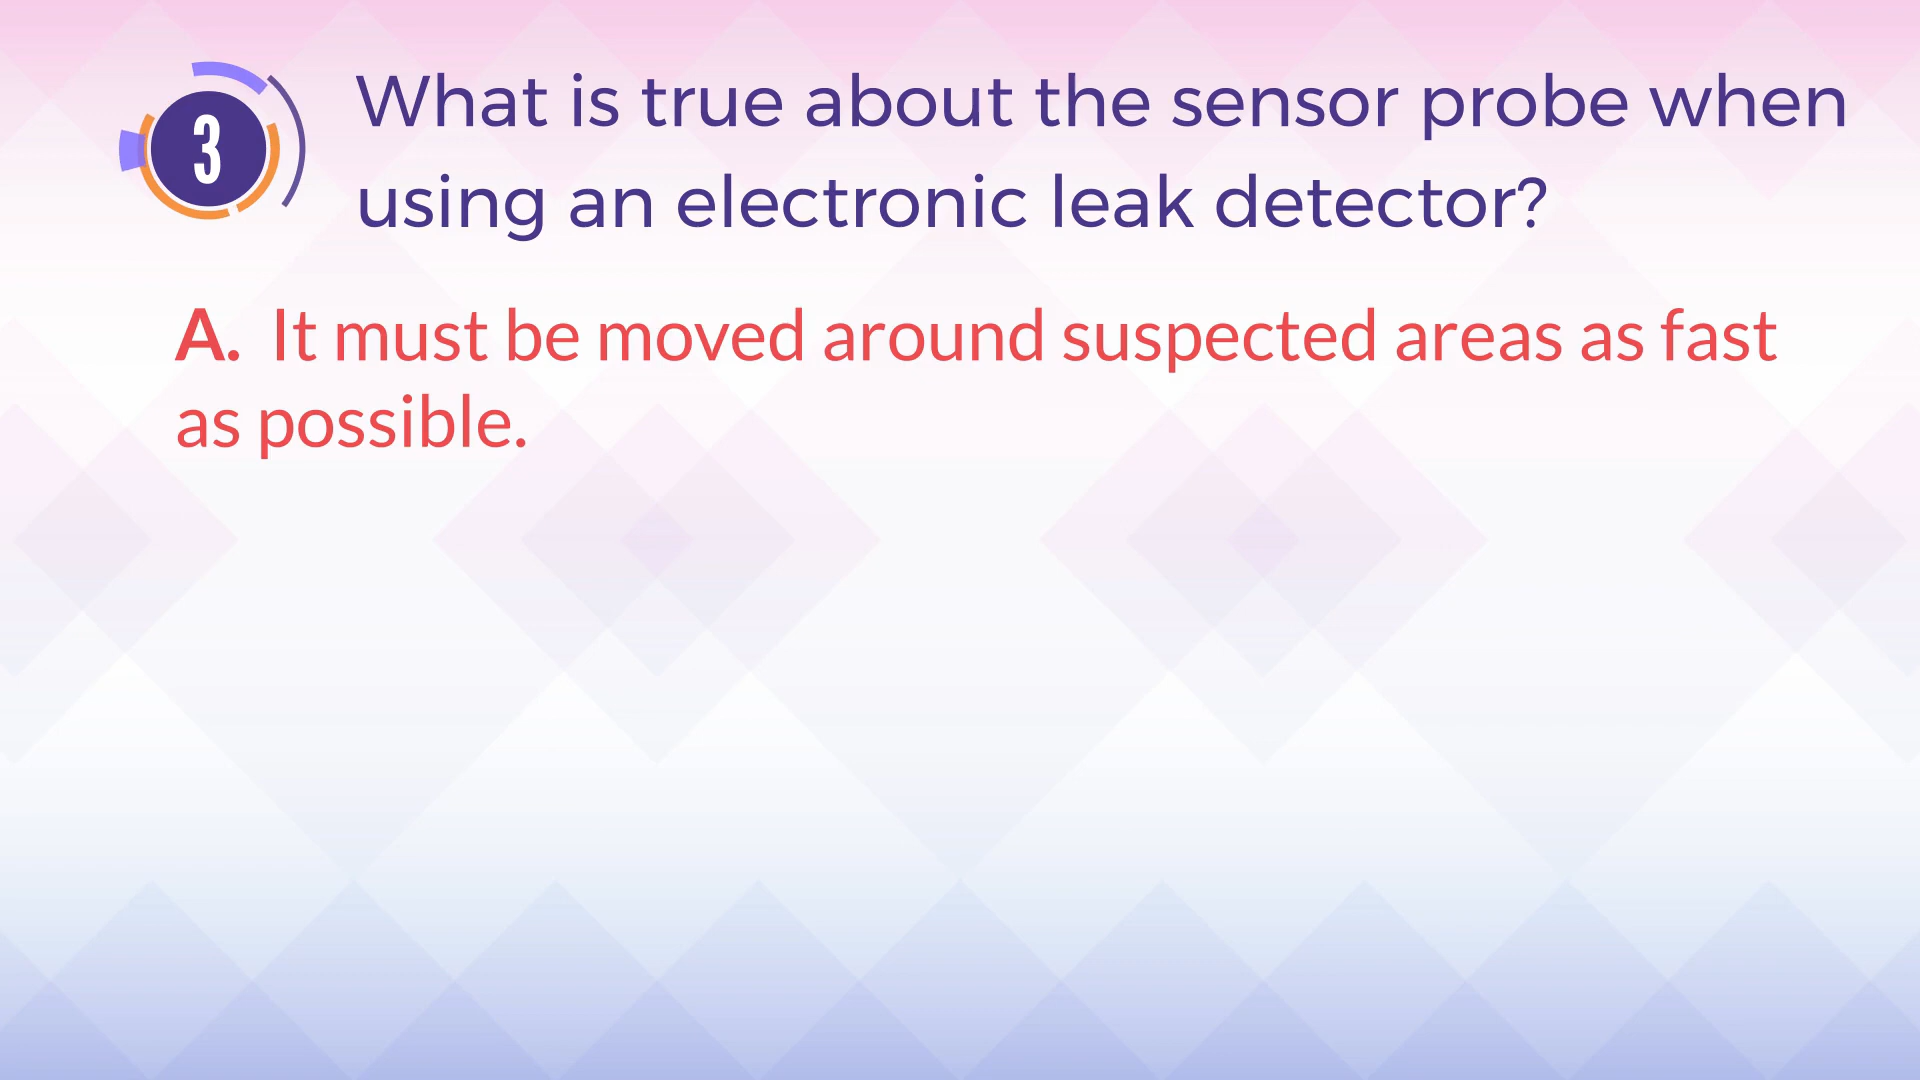 3
What is true about the sensor probe when
using an electronic leak detector?
A. It must be moved around suspected areas as fast
as possible.